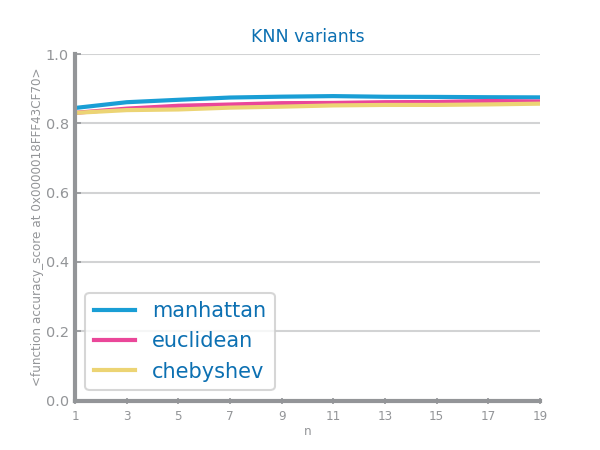 KNN variants
<function accuracy_score at 0x0000018FFF43CF70>
1.0
0.8
0.6
0.4
0.2
0.0
manhattan
euclidean
chebyshev
1 3 5 7 9 11 13 15 17 19
n